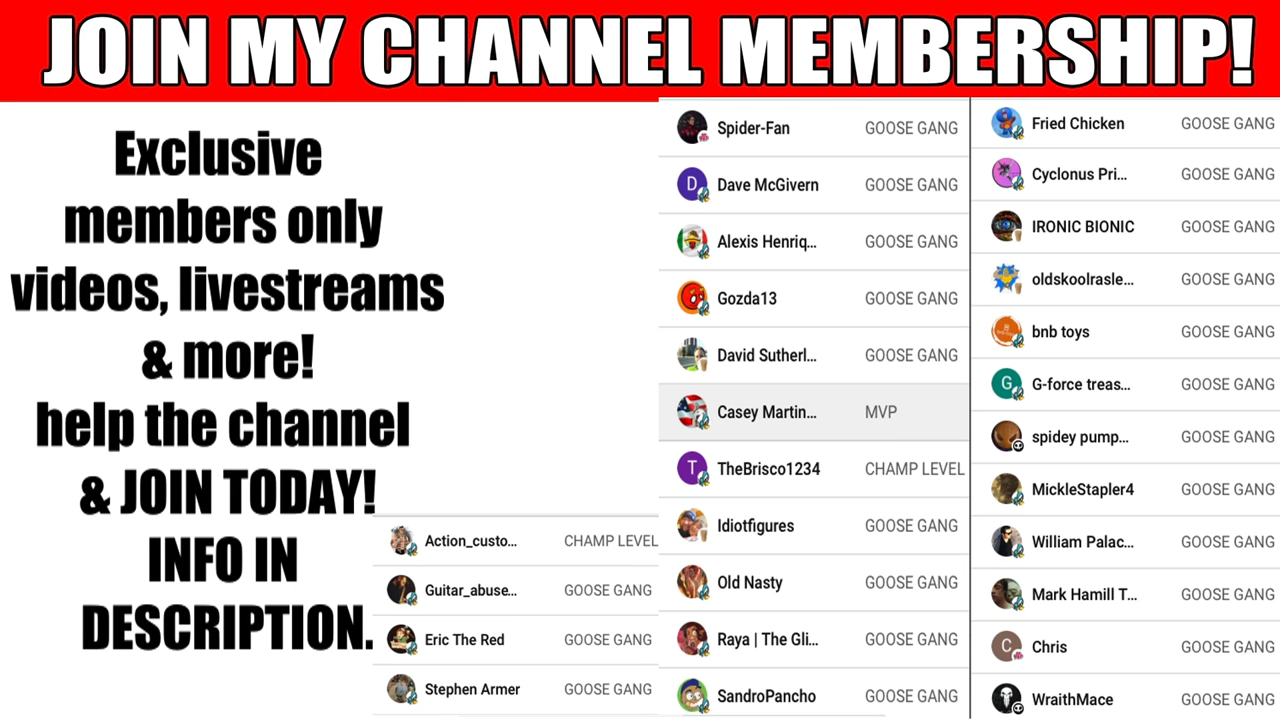 JOIN MY CHANNEL MEMBERSHIP!
Exclusive
members only
videos, livestreams
& more!
help the channel
& JOIN TODAY!
INFO IN
DESCRIPTION.
Action_custo... CHAMP LEVEL
Guitar_abuse... GOOSE GANG
Eric The Red GOOSE GANG
Stephen Armer GOOSE GANG
Spider-Fan GOOSE GANG
D Dave McGivern GOOSE GANG
Alexis Henriq... GOOSE GANG
Gozda13 GOOSE GANG
David Sutherl... GOOSE GANG
Casey Martin... MVP
T TheBrisco1234 CHAMP LEVEL
Idiotfigures GOOSE GANG
Old Nasty GOOSE GANG
Raya | The Gli... GOOSE GANG
SandroPancho GOOSE GANG
Fried Chicken GOOSE GANG
Cyclonus Pri... GOOSE GANG
IRONIC BIONIC GOOSE GANG
oldskoolrasle... GOOSE GANG
bnb toys GOOSE GANG
G G-force treas... GOOSE GANG
spidey pump... GOOSE GANG
MickleStapler4 GOOSE GANG
William Palac... GOOSE GANG
Mark Hamill T... GOOSE GANG
C Chris GOOSE GANG
WraithMace GOOSE GANG